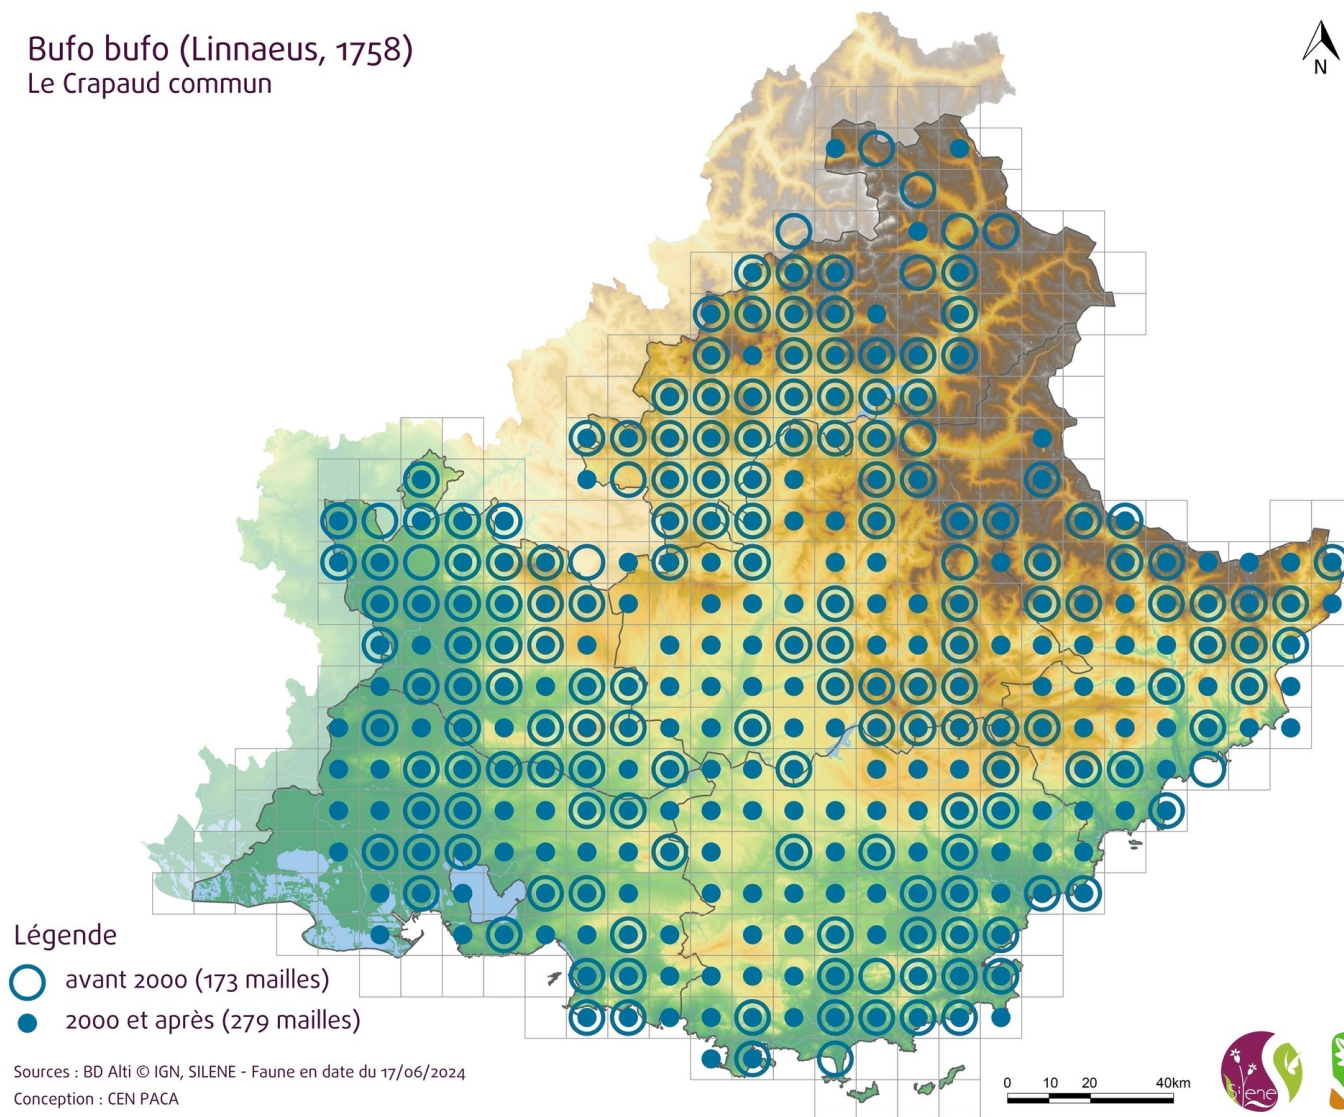 Bufo bufo (Linnaeus, 1758)
Le Crapaud commun
N
Légende
avant 2000 (173 mailles)
2000 et après (279 mailles)
Sources : BD Alti © IGN, SILENE - Faune en date du 17/06/2024
Conception : CEN PACA
0 10 20 40km
Silene